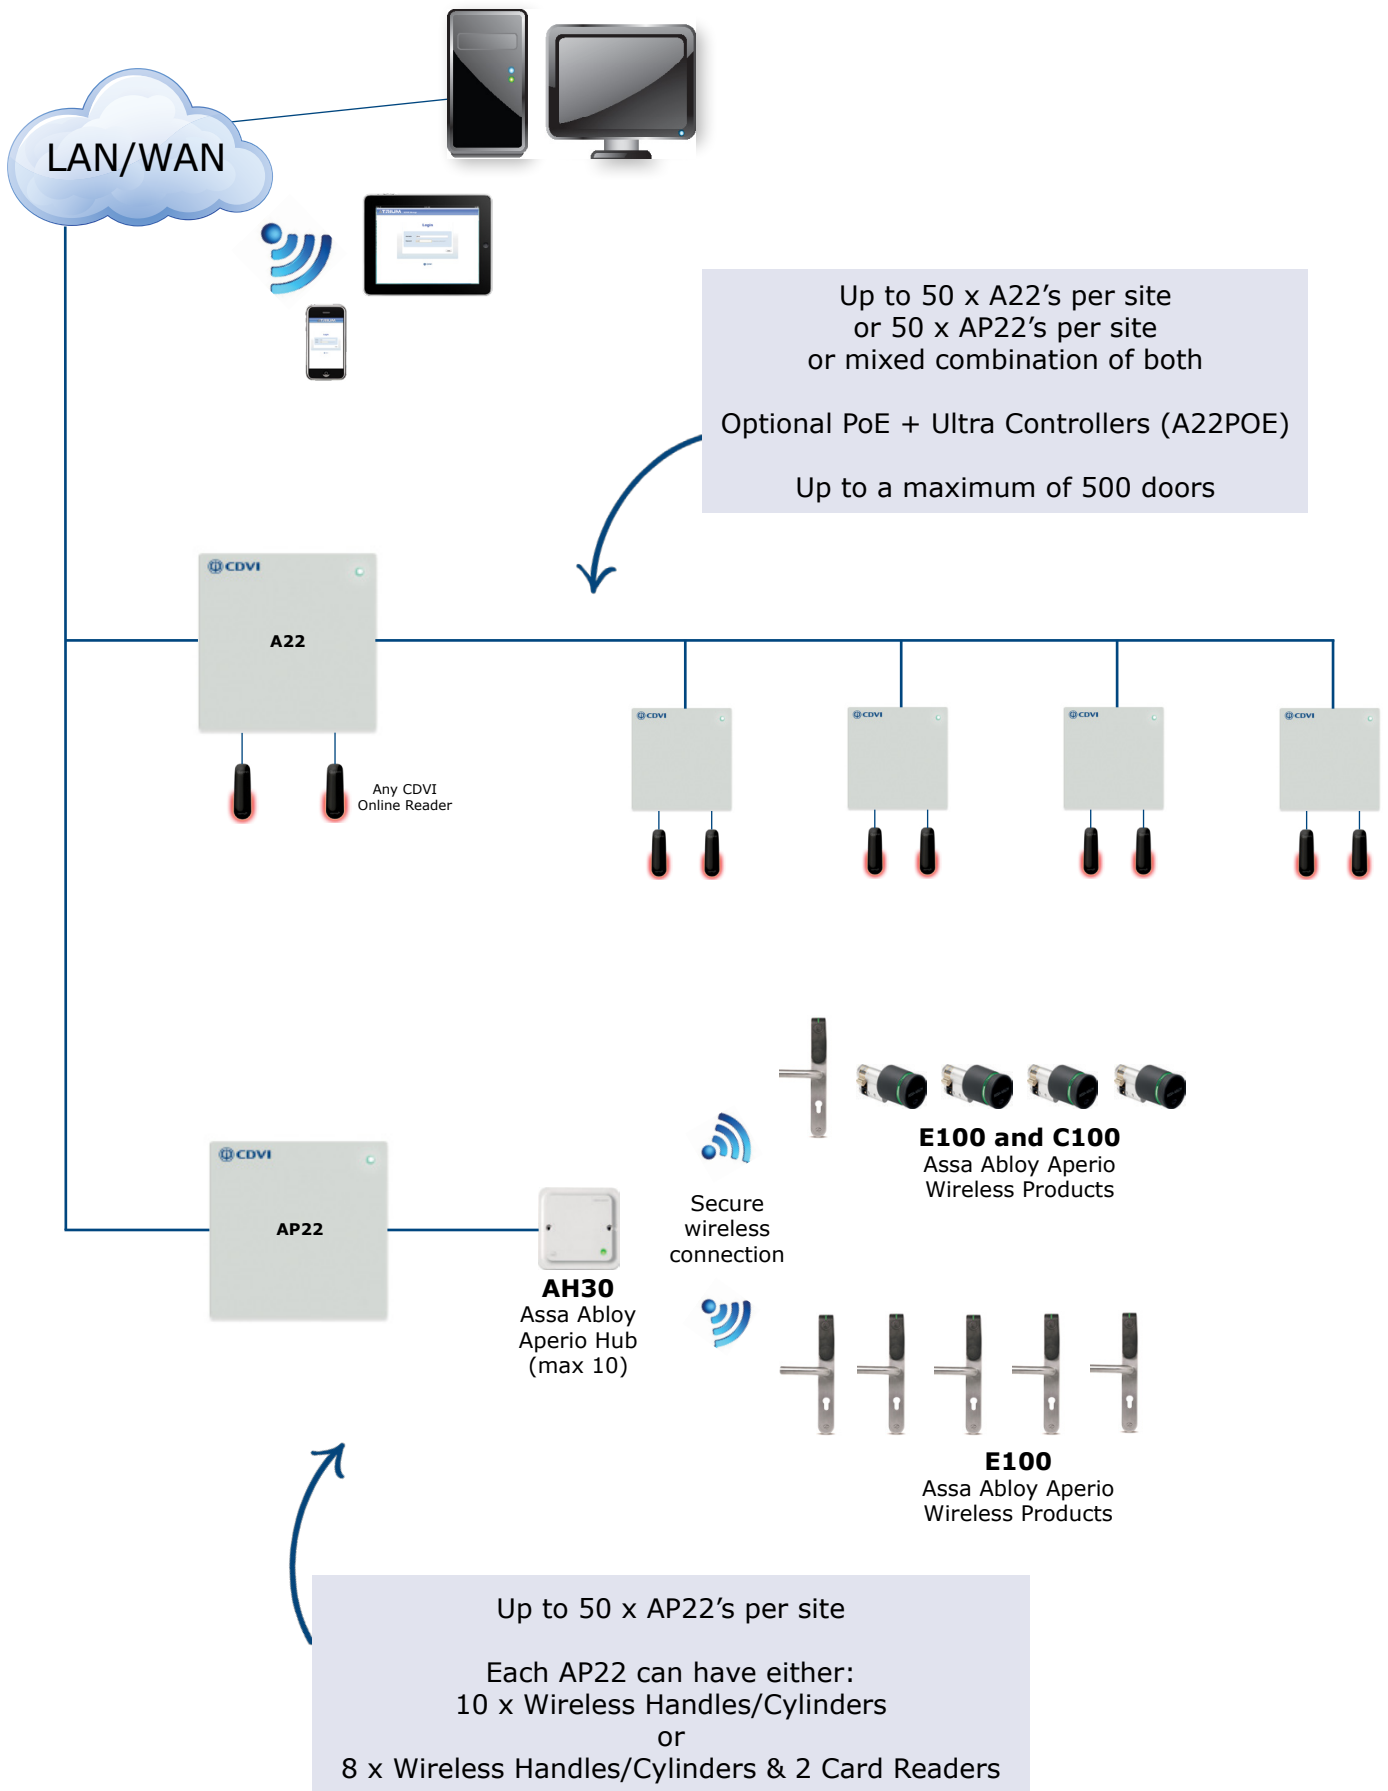 LAN/WAN
Login
Up to 50 x A22's per site
or 50 x AP22's per site
or mixed combination of both
Optional PoE + Ultra Controllers (A22POE)
Up to a maximum of 500 doors
CDVI
A22
Any CDVI
Online Reader
CDVI
CDVI
CDVI
CDVI
E100 and C100
Assa Abloy Aperio
Wireless Products
CDVI
AP22
Secure
wireless
connection
AH30
Assa Abloy
Aperio Hub
(max 10)
E100
Assa Abloy Aperio
Wireless Products
Up to 50 x AP22's per site
Each AP22 can have either:
10 x Wireless Handles/Cylinders
or
8 x Wireless Handles/Cylinders & 2 Card Readers